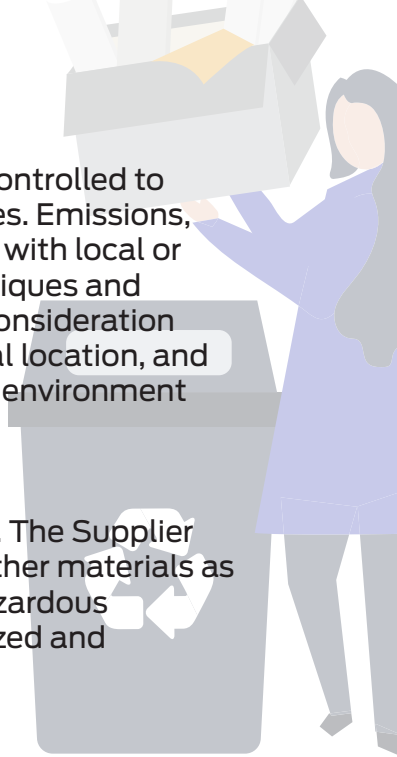 ontrolled to
es. Emissions,
with local or
iques and
onsideration
al location, and
environment
. The Supplier
ther materials as
zardous
zed and